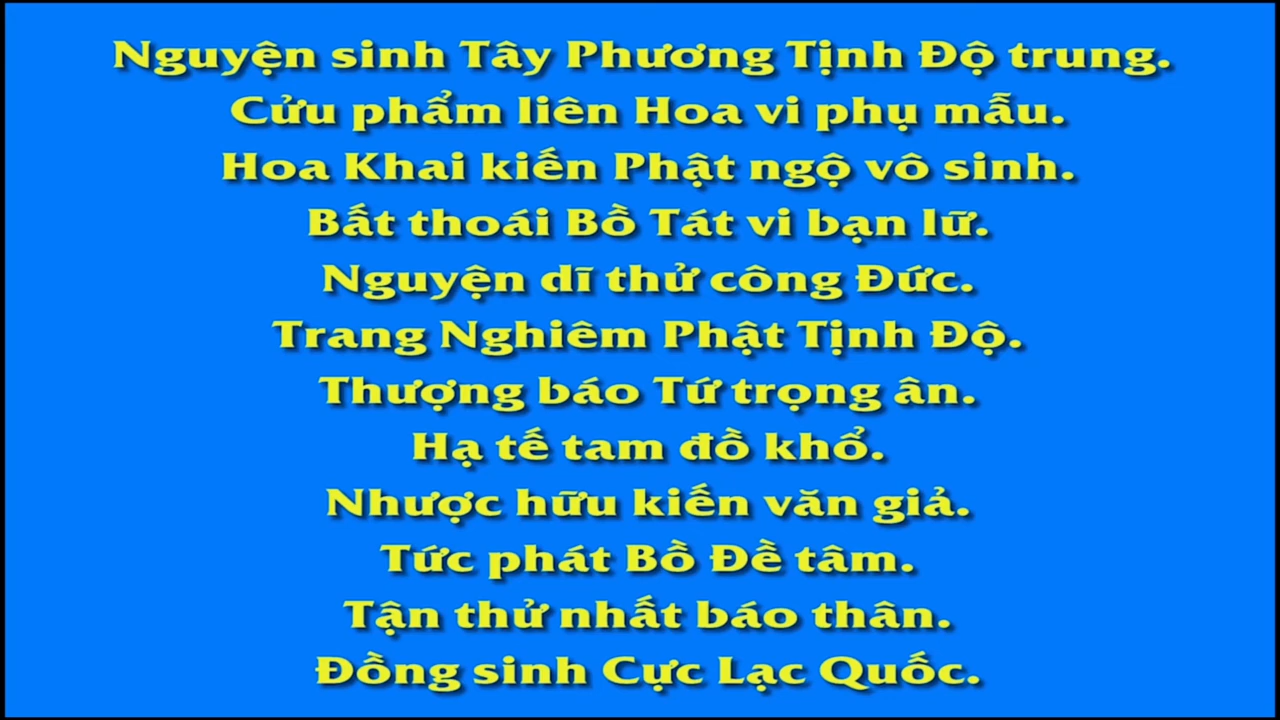 Nguyện sinh Tây Phương Tịnh Độ trung.
Cửu phẩm liên Hoa vi phụ mẫu.
Hoa Khai kiến Phật ngộ vô sinh.
Bất thoái Bồ Tát vi bạn lữ.
Nguyện dĩ thử công Đức.
Trang Nghiêm Phật Tịnh Độ.
Thượng báo Tứ trọng ân.
Hạ tế tam đồ khổ.
Nhược hữu kiến văn giả.
Tức phát Bồ Đề tâm.
Tận thử nhất báo thân.
Đồng sinh Cực Lạc Quốc.